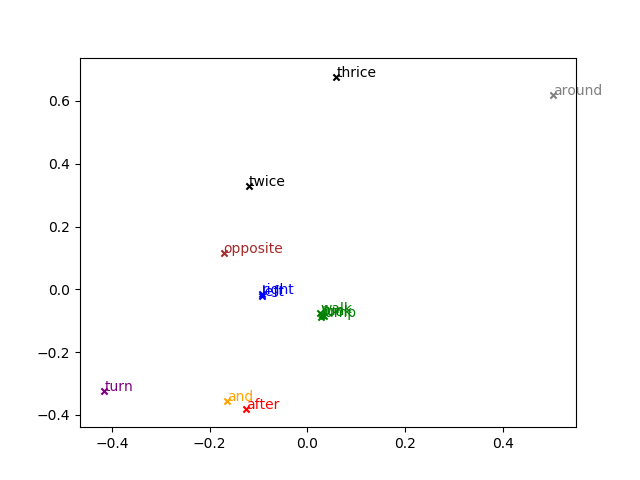 thrice
around
0.6
0.4
twice
0.2
opposite
0.0
right
left
walk
jump
−0.2
turn
and
after
−0.4
−0.4
−0.2
0.0
0.2
0.4